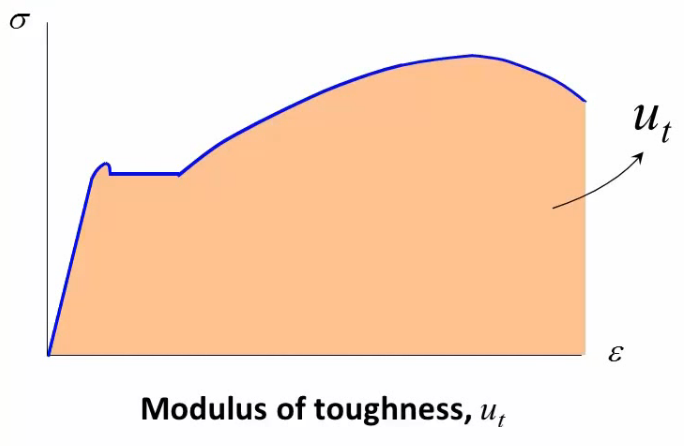 σ
u_t
ε
Modulus of toughness, u_t